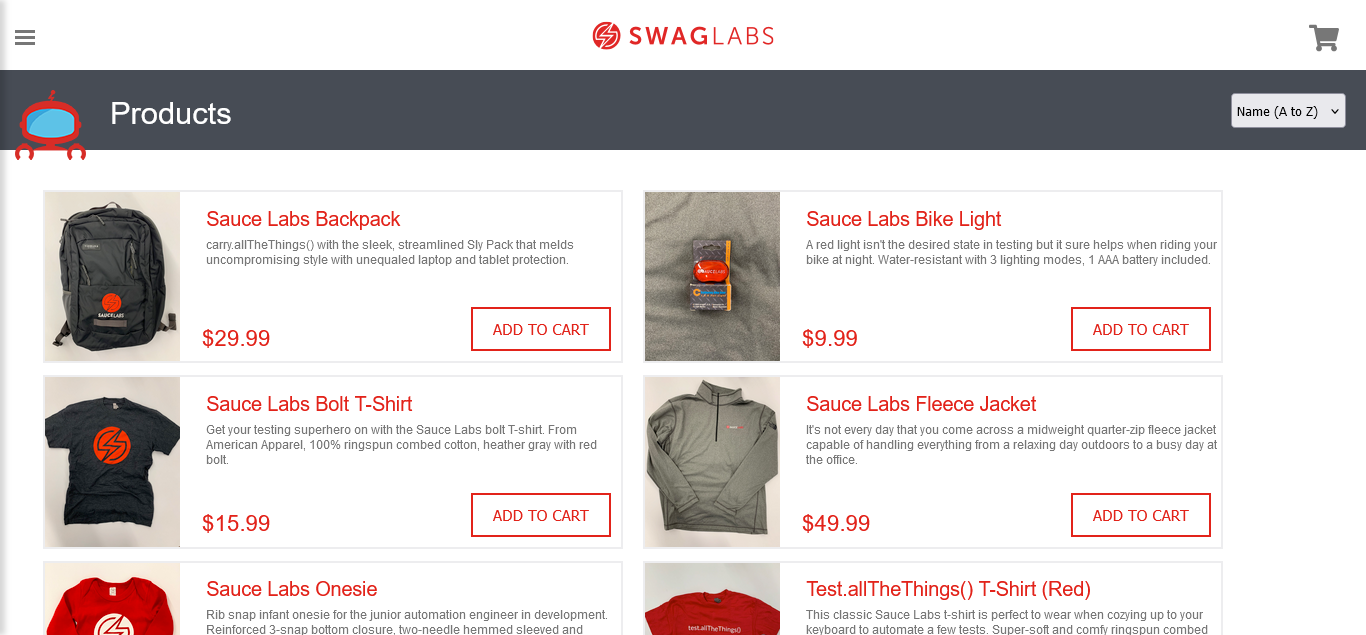 SWAGLABS
Products
Name (A to Z)
Sauce Labs Backpack
carry.allTheThings() with the sleek, streamlined Sly Pack that melds
uncompromising style with unequaled laptop and tablet protection.
$29.99
ADD TO CART
SAUCELABS
Sauce Labs Bike Light
A red light isn't the desired state in testing but it sure helps when riding your
bike at night. Water-resistant with 3 lighting modes, 1 AAA battery included.
$9.99
ADD TO CART
SAUCELABS
Sauce Labs Bolt T-Shirt
Get your testing superhero on with the Sauce Labs bolt T-shirt. From
American Apparel, 100% ringspun combed cotton, heather gray with red
bolt.
$15.99
ADD TO CART
Sauce Labs Fleece Jacket
It's not every day that you come across a midweight quarter-zip fleece jacket
capable of handling everything from a relaxing day outdoors to a busy day at
the office.
$49.99
ADD TO CART
Sauce Labs Onesie
Rib snap infant onesie for the junior automation engineer in development.
Reinforced 3-snap bottom closure, two-needle hemmed sleeved and
Test.allTheThings() T-Shirt (Red)
This classic Sauce Labs t-shirt is perfect to wear when cozying up to your
keyboard to automate a few tests. Super-soft and comfy ringspun combed
test.allTheThings()